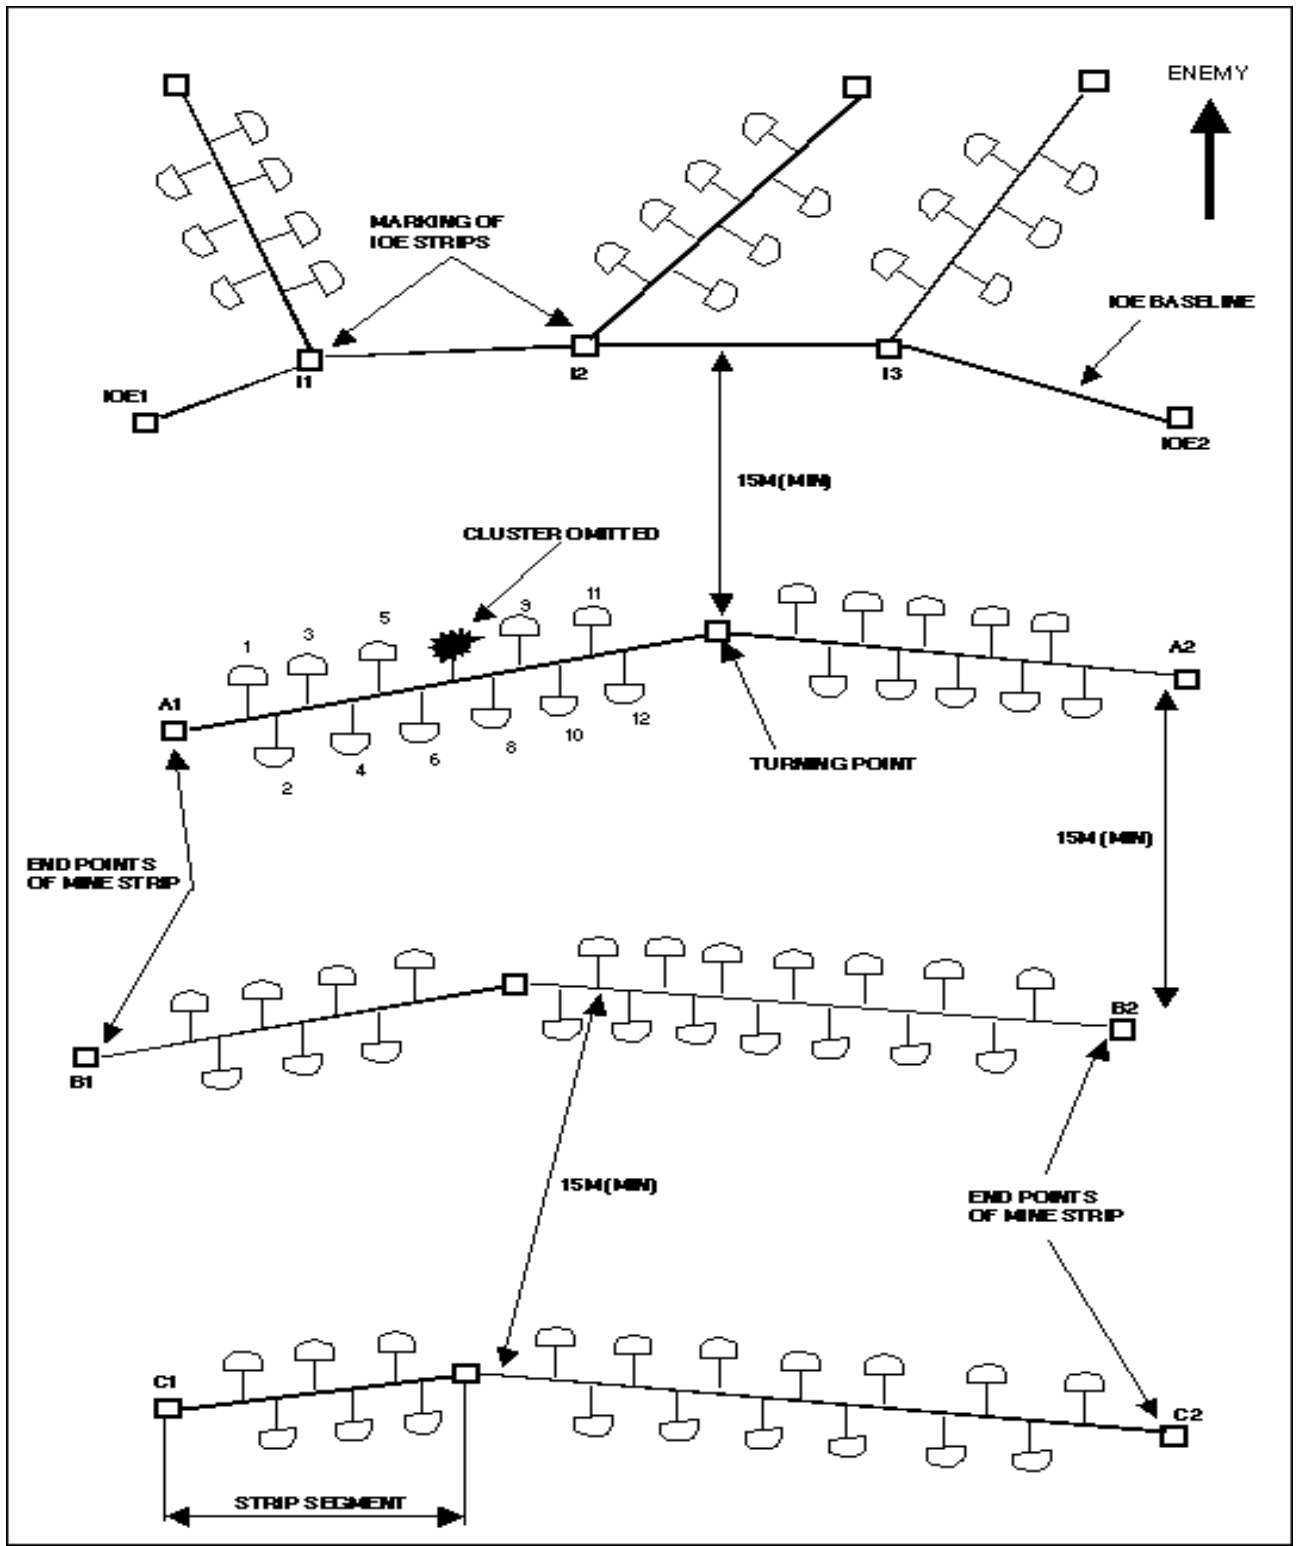 ENEMY
MARKING OF
IOE STRIPS
IOE BASELINE
I1
I2
I3
IOE1
IOE2
15M (MIN)
CLUSTER OMITTED
1
3
5
9
11
A1
A2
2
4
6
8
10
12
TURNING POINT
15M (MIN)
END POINTS
OF MINE STRIP
B1
B2
15M (MIN)
END POINTS
OF MINE STRIP
C1
C2
STRIP SEGMENT